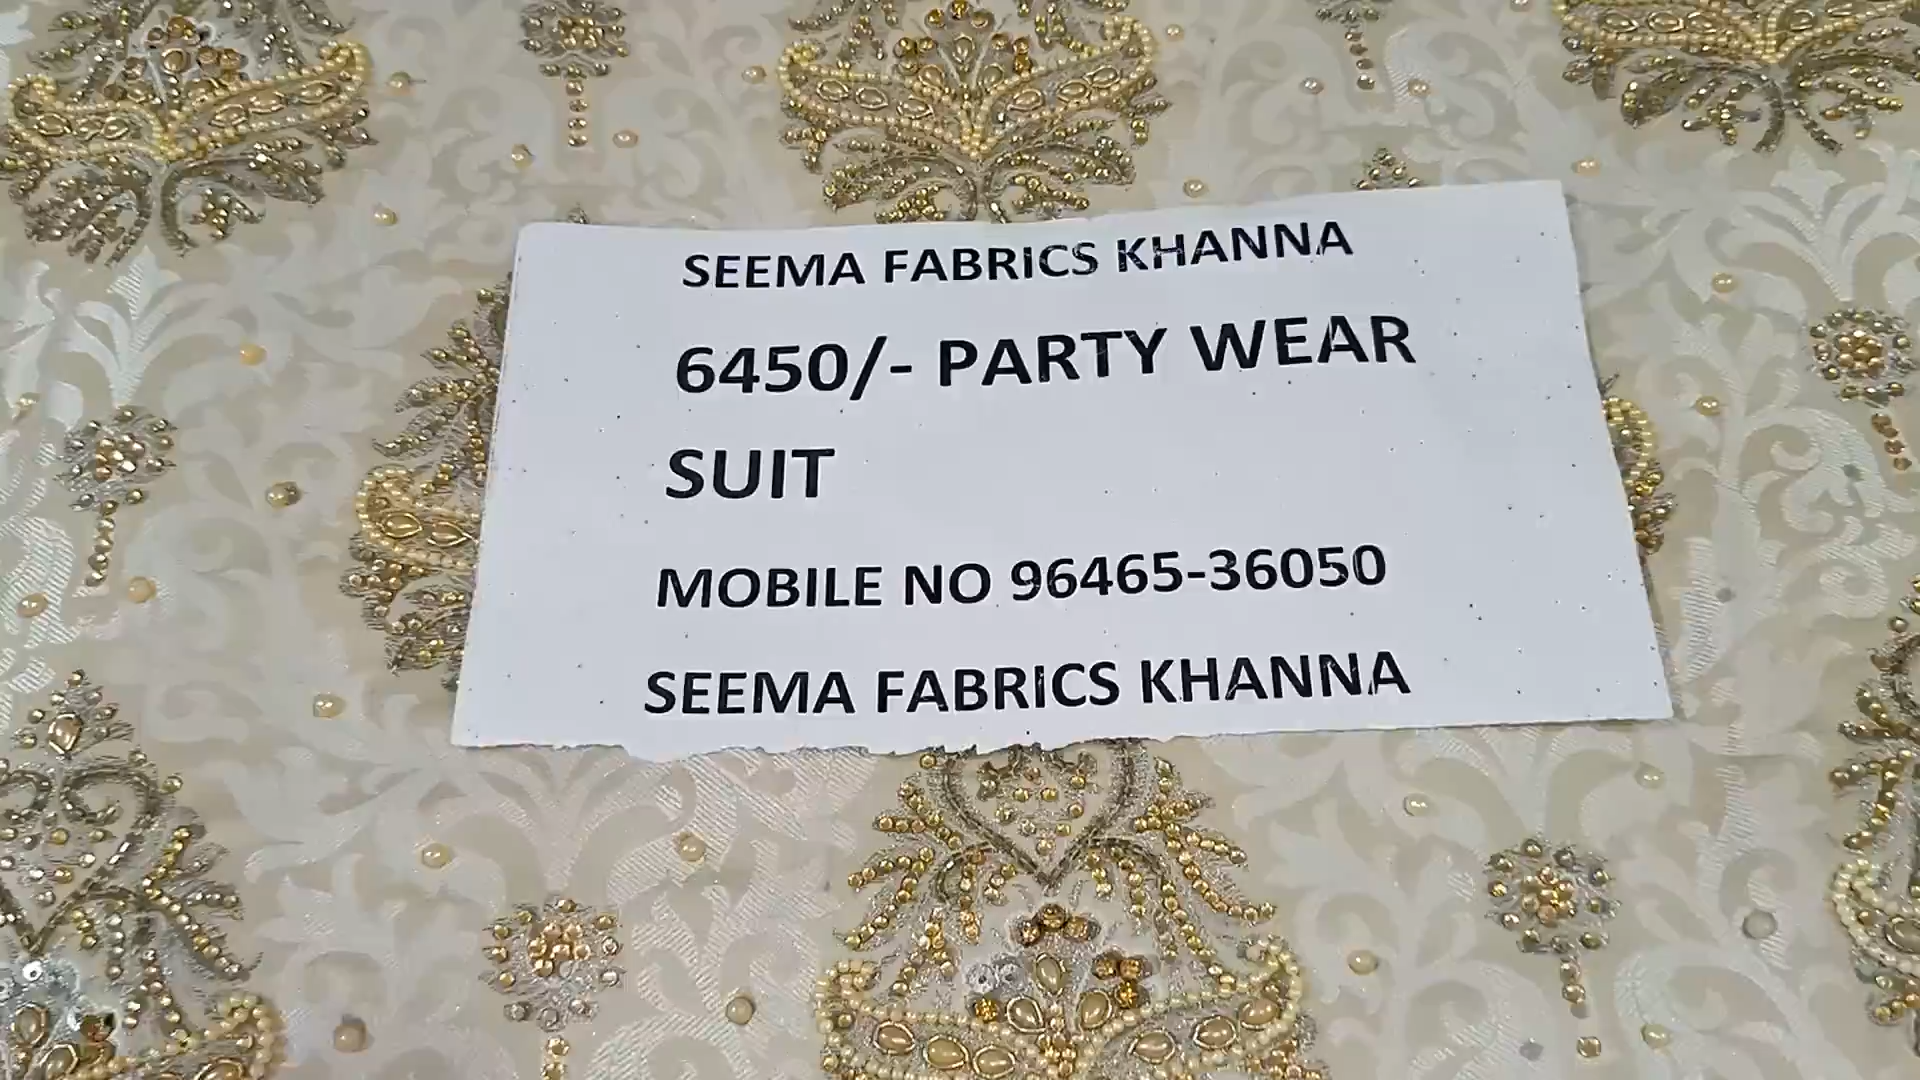 SEEMA FABRICS KHANNA
6450/- PARTY WEAR
SUIT
MOBILE NO 96465-36050
SEEMA FABRICS KHANNA